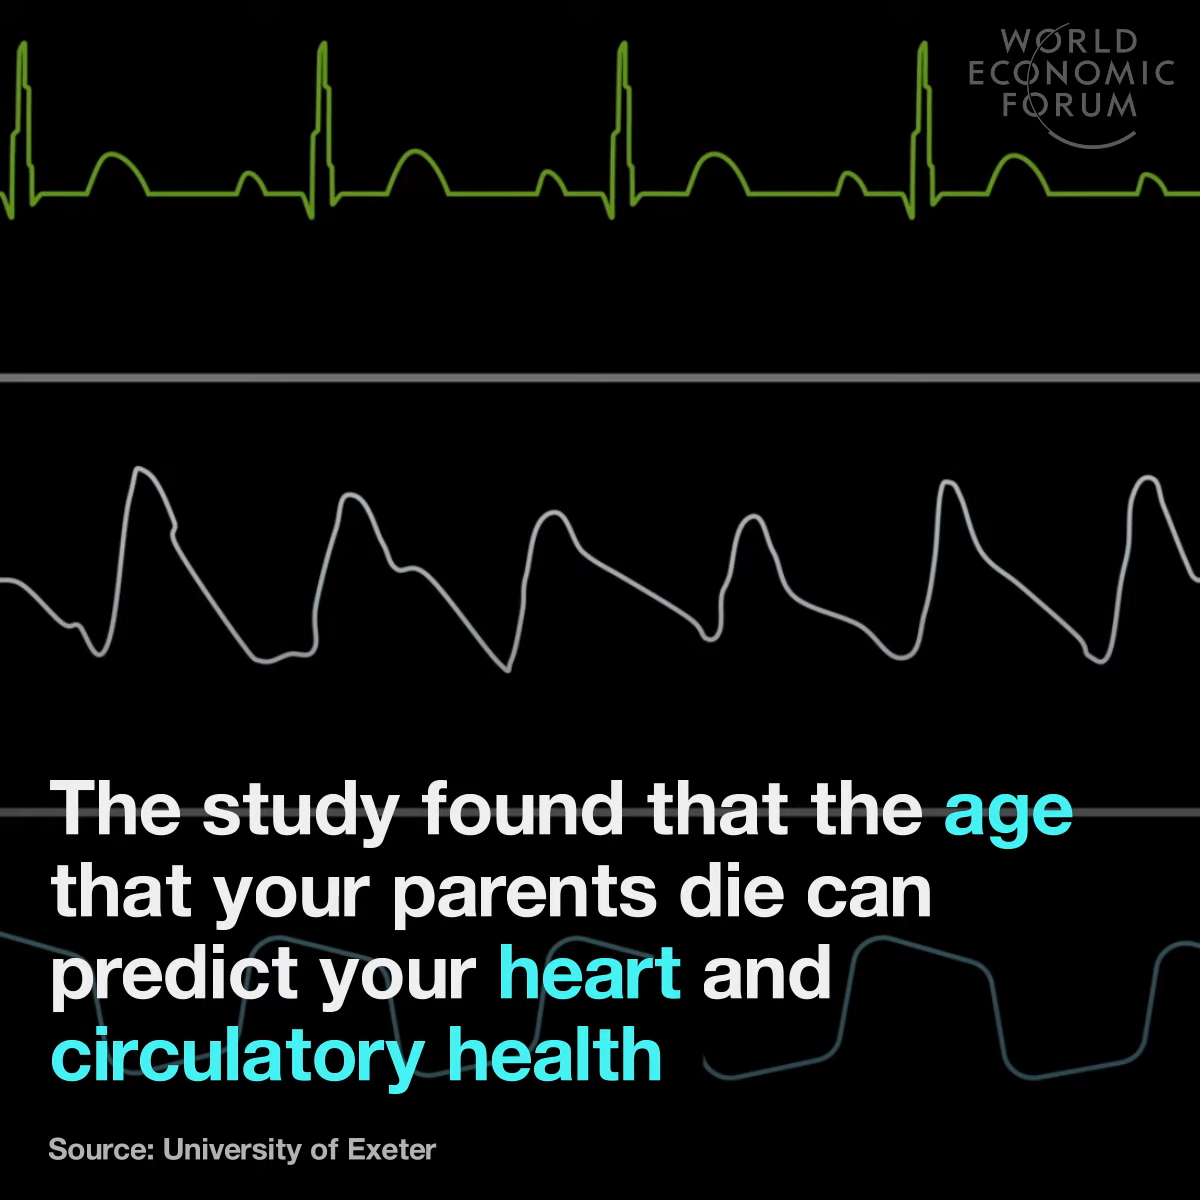 WORLD
ECONOMIC
FORUM
The study found that the age
that your parents die can
predict your heart and
circulatory health
Source: University of Exeter